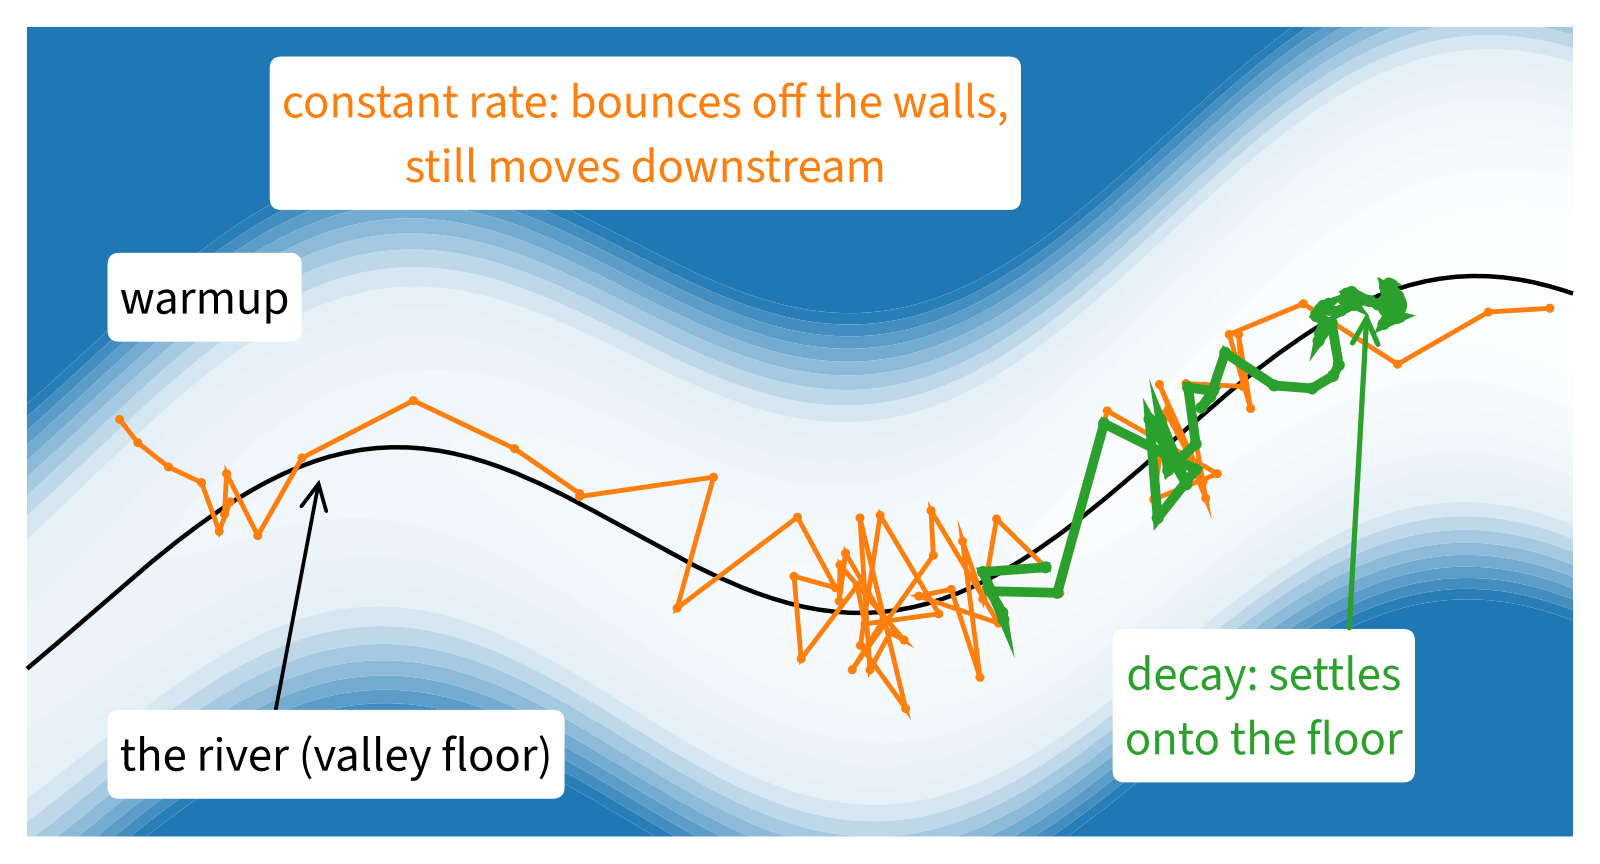 constant rate: bounces off the walls,
still moves downstream
warmup
the river (valley floor)
decay: settles
onto the floor